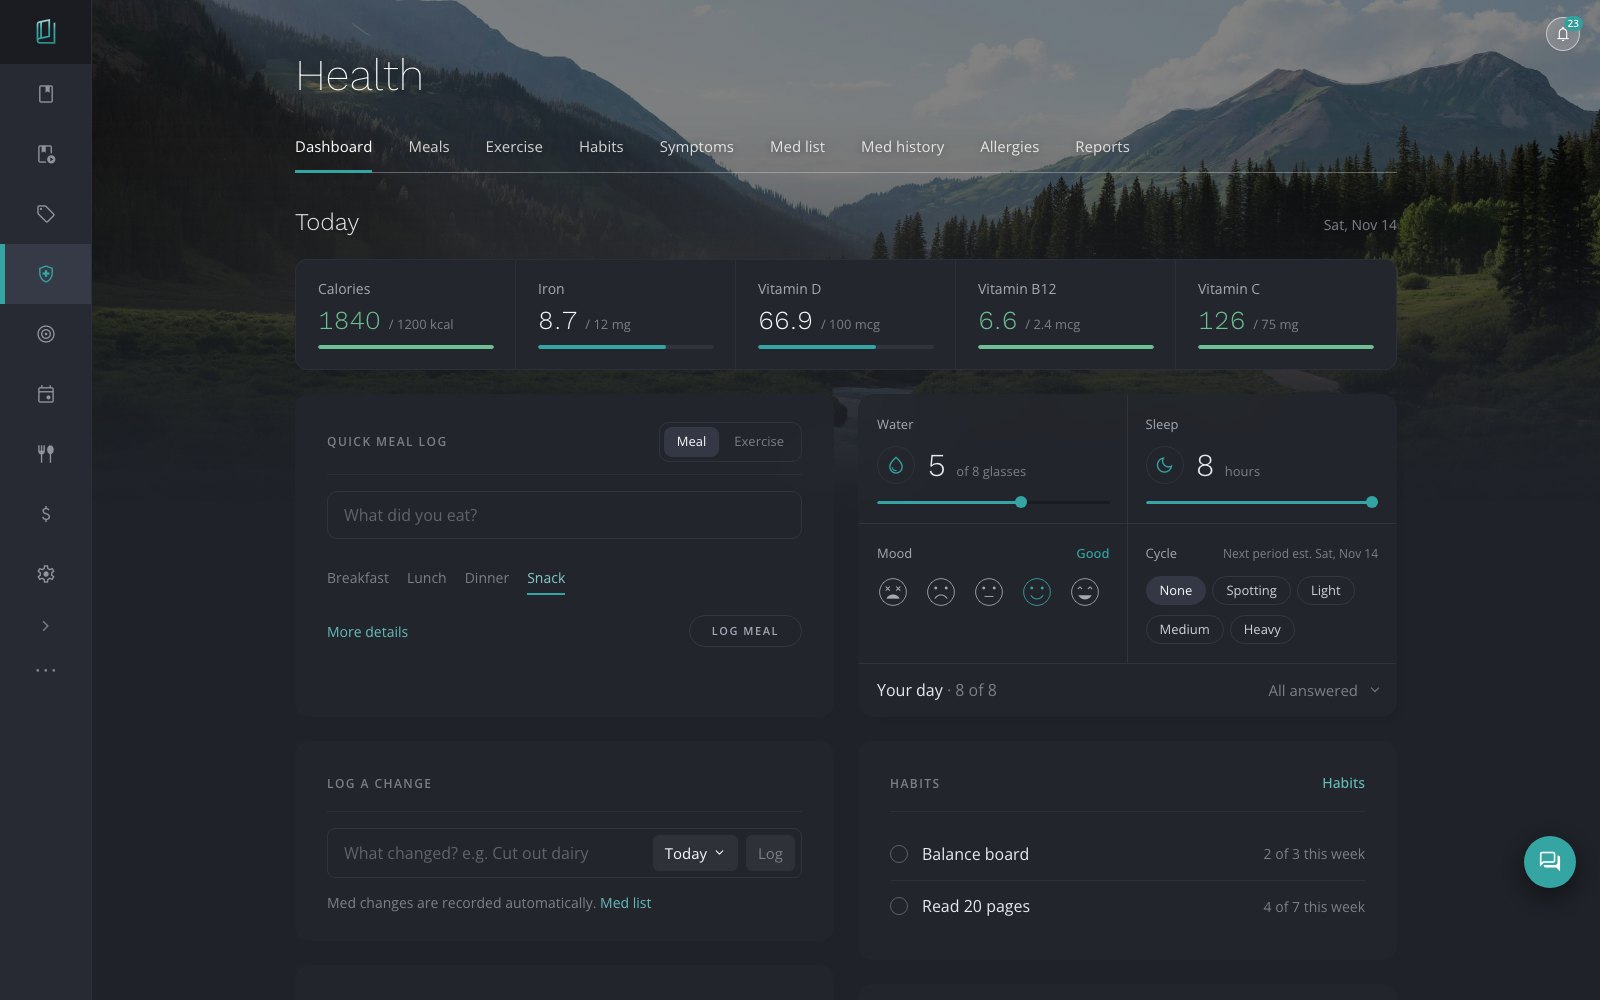 23
Health
Dashboard Meals Exercise Habits Symptoms Med list Med history Allergies Reports
Today
Sat, Nov 14
Calories
1840 / 1200 kcal
Iron
8.7 / 12 mg
Vitamin D
66.9 / 100 mcg
Vitamin B12
6.6 / 2.4 mcg
Vitamin C
126 / 75 mg
QUICK MEAL LOG
Meal Exercise
What did you eat?
Breakfast Lunch Dinner Snack
More details
LOG MEAL
Water
5 of 8 glasses
Sleep
8 hours
Mood
Good
Cycle
Next period est. Sat, Nov 14
None Spotting Light
Medium Heavy
Your day · 8 of 8
All answered
LOG A CHANGE
What changed? e.g. Cut out dairy
Today
Log
Med changes are recorded automatically. Med list
HABITS
Habits
Balance board
2 of 3 this week
Read 20 pages
4 of 7 this week